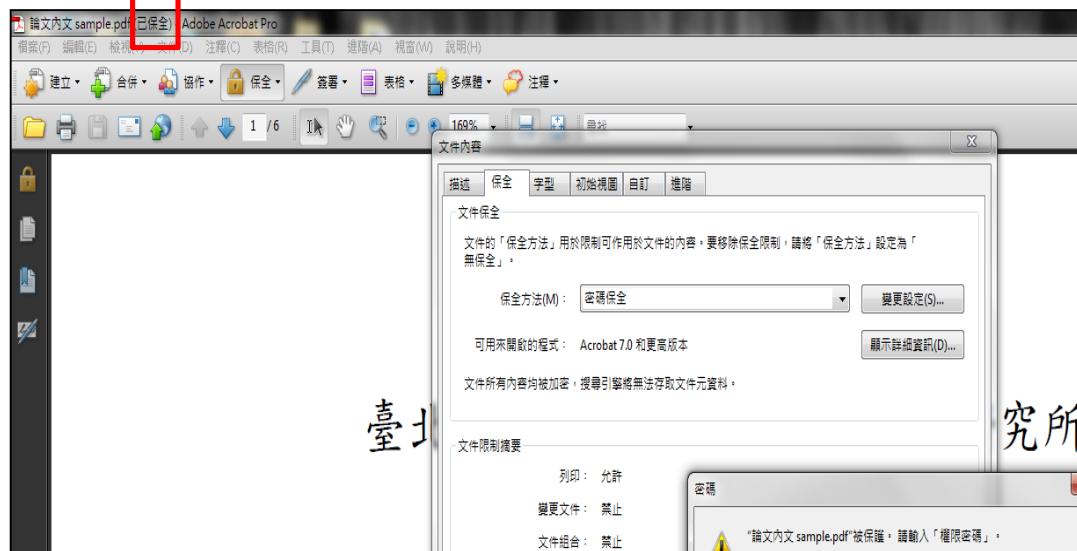 論文內文 sample.pdf (已保全) - Adobe Acrobat Pro
檔案(F) 編輯(E) 檢視(V) 文件(D) 注釋(C) 表格(R) 工具(T) 進階(A) 視窗(W) 說明(H)
建立 合併 協作 保全 簽署 表格 多媒體 注釋
1 /6 169% 尋找
文件內容
描述 保全 字型 初始視圖 自訂 進階
文件保全
文件的「保全方法」用於限制可作用於文件的內容。要移除保全限制,請將「保全方法」設定為「
無保全」。
保全方法(M): 密碼保全 變更設定(S)...
可用來開啟的程式: Acrobat 7.0 和更高版本 顯示詳細資訊(D)...
文件所有內容均被加密,搜尋引擎將無法存取文件元資料。
臺北 究所
文件限制摘要
列印: 允許
密碼
變更文件: 禁止
"論文內文 sample.pdf"被保護。請輸入「權限密碼」。
文件組合: 禁止